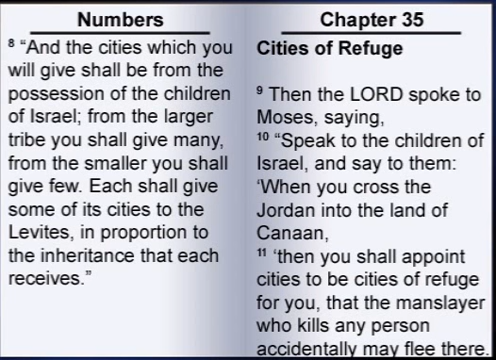 Numbers
⁸ “And the cities which you
will give shall be from the
possession of the children
of Israel; from the larger
tribe you shall give many,
from the smaller you shall
give few. Each shall give
some of its cities to the
Levites, in proportion to
the inheritance that each
receives.”
Chapter 35
Cities of Refuge
⁹ Then the LORD spoke to
Moses, saying,
¹⁰ “Speak to the children of
Israel, and say to them:
‘When you cross the
Jordan into the land of
Canaan,
¹¹ ‘then you shall appoint
cities to be cities of refuge
for you, that the manslayer
who kills any person
accidentally may flee there.